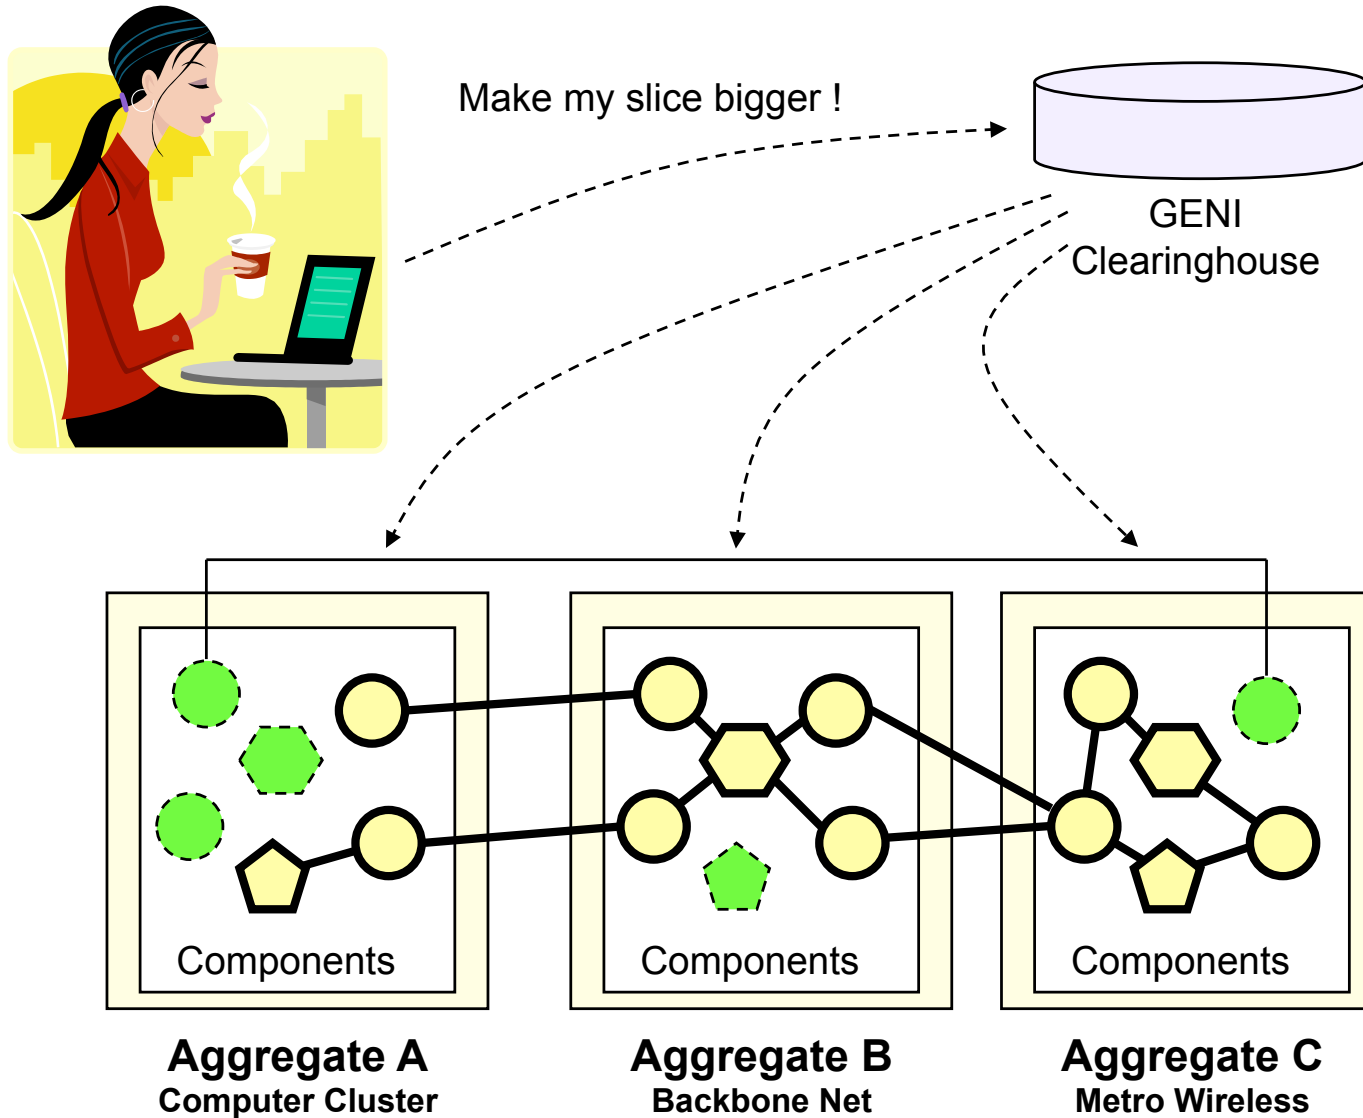 Make my slice bigger !
GENI
Clearinghouse
Components
Components
Components
Aggregate A
Computer Cluster
Aggregate B
Backbone Net
Aggregate C
Metro Wireless